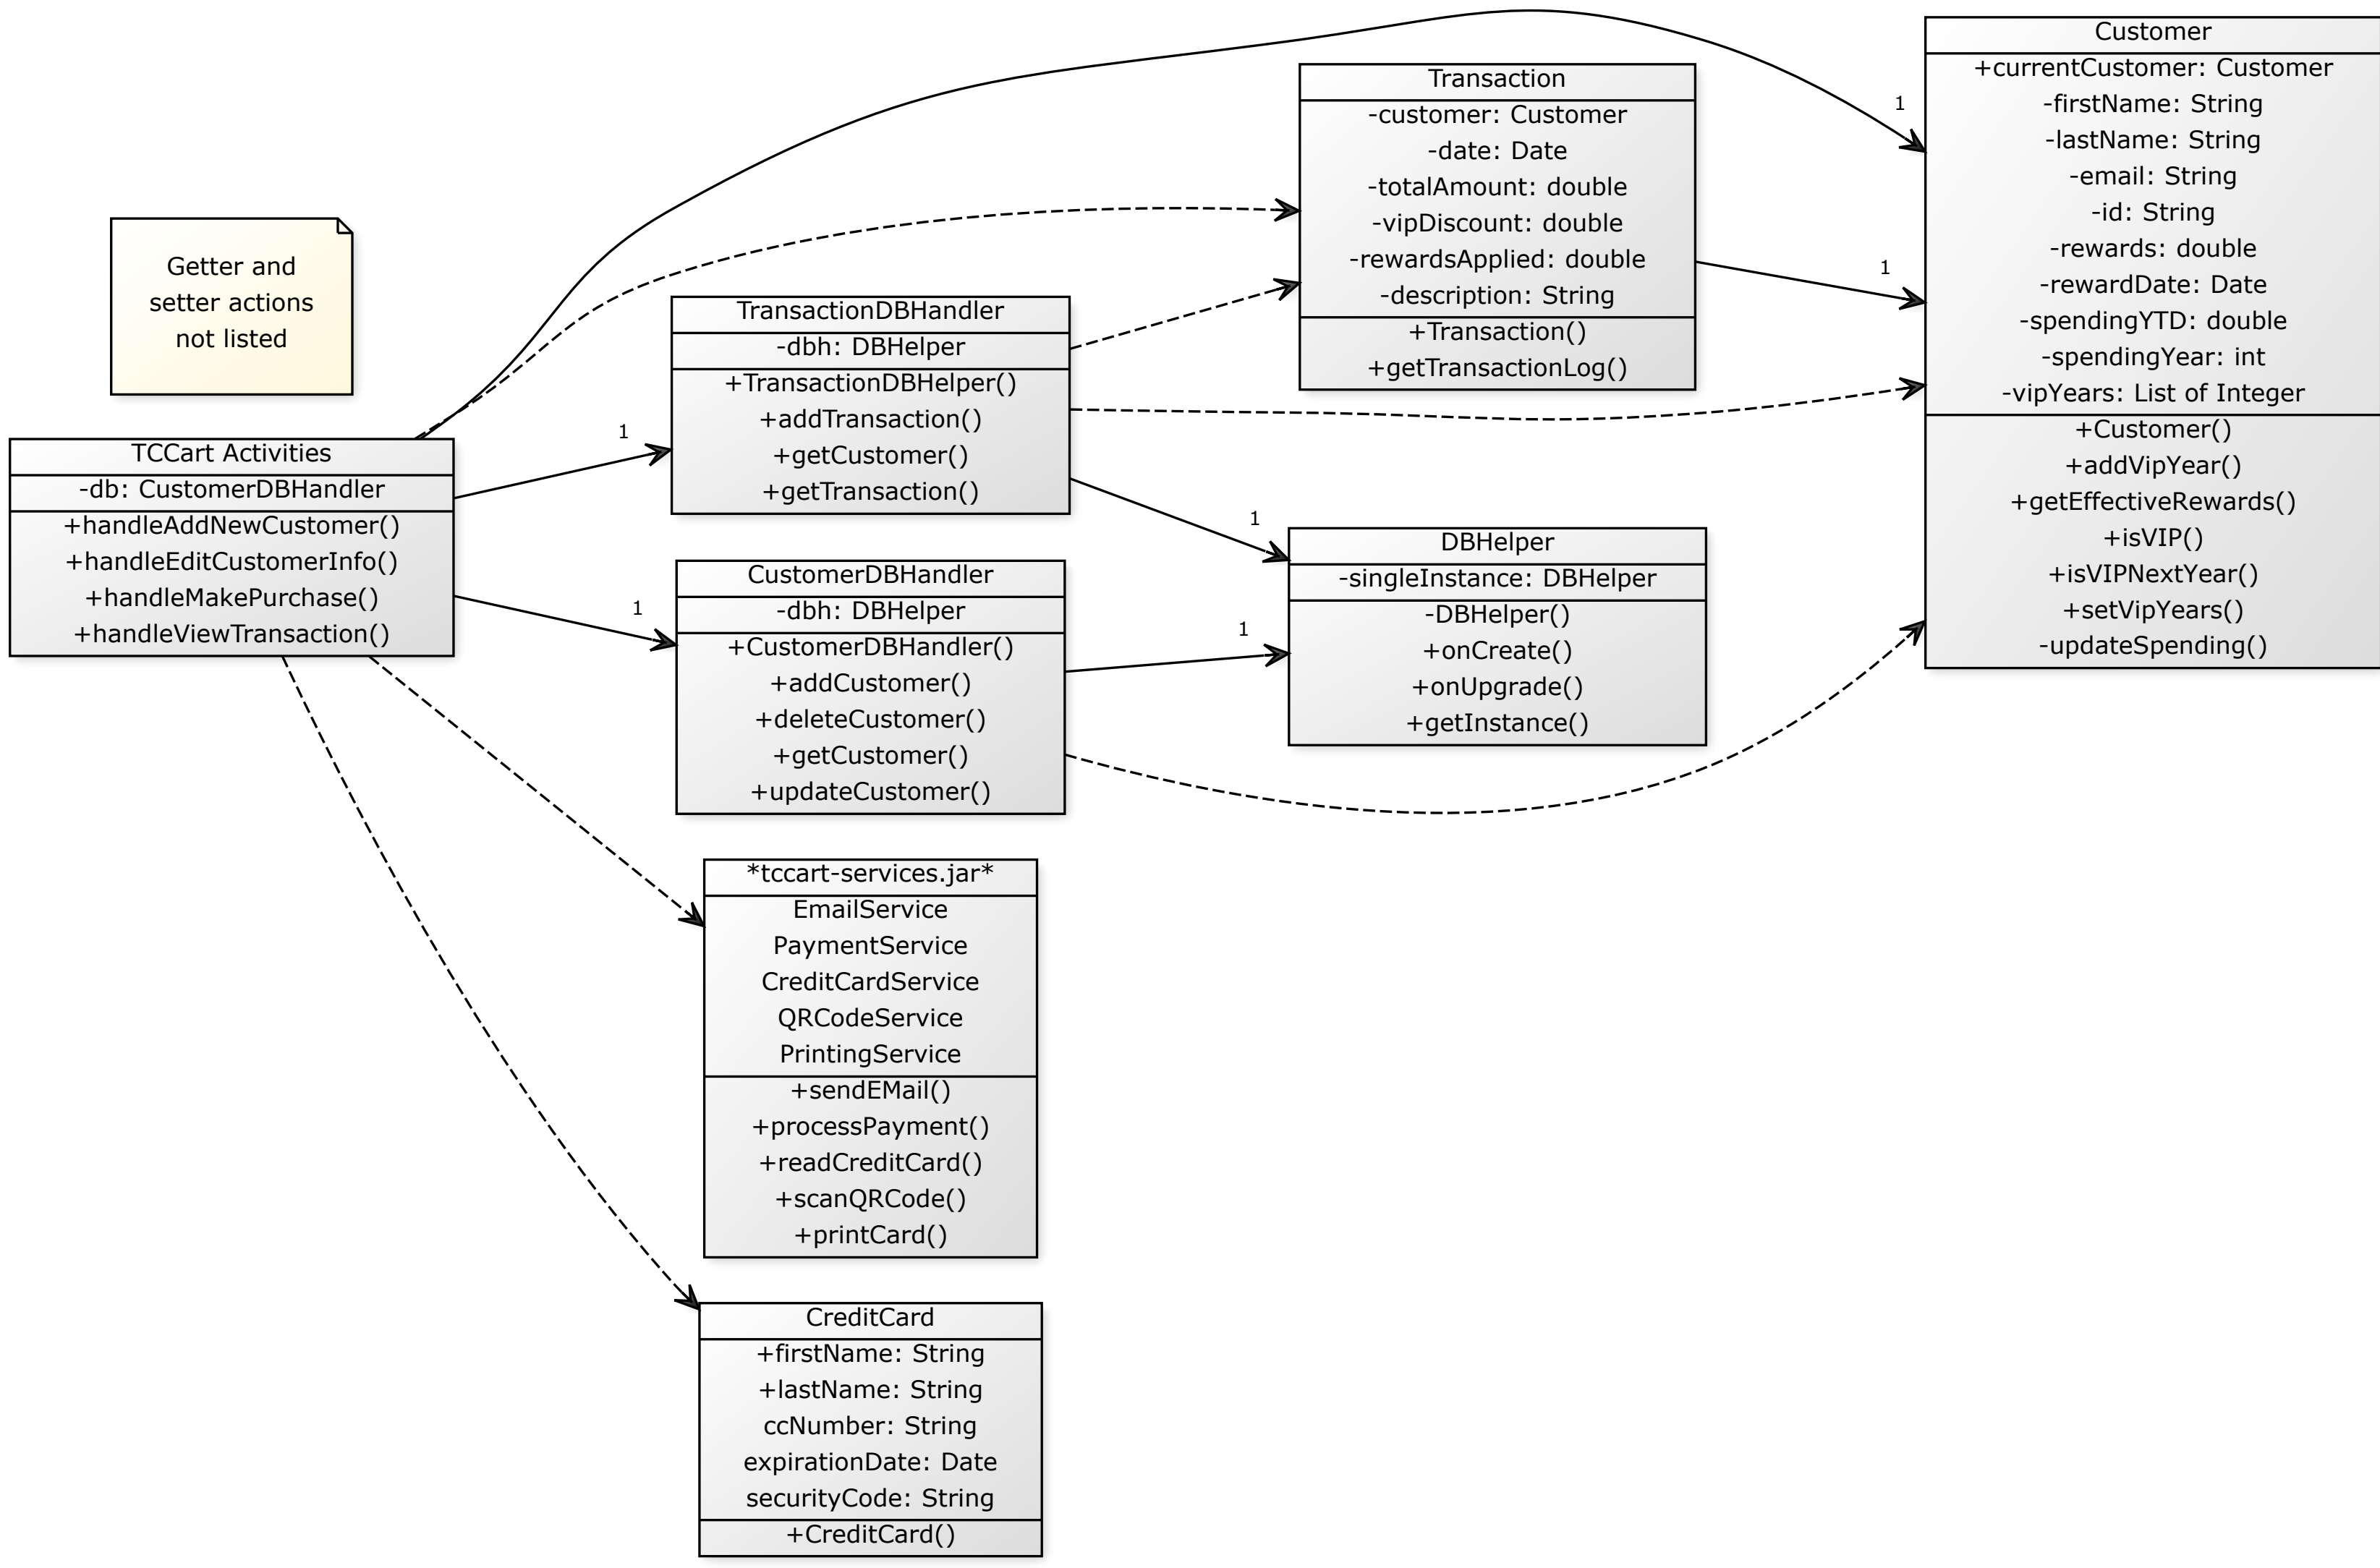 Getter and
setter actions
not listed
TCCart Activities
-db: CustomerDBHandler
+handleAddNewCustomer()
+handleEditCustomerInfo()
+handleMakePurchase()
+handleViewTransaction()
1
1
TransactionDBHandler
-dbh: DBHelper
+TransactionDBHelper()
+addTransaction()
+getCustomer()
+getTransaction()
CustomerDBHandler
-dbh: DBHelper
+CustomerDBHandler()
+addCustomer()
+deleteCustomer()
+getCustomer()
+updateCustomer()
*tccart-services.jar*
EmailService
PaymentService
CreditCardService
QRCodeService
PrintingService
+sendEMail()
+processPayment()
+readCreditCard()
+scanQRCode()
+printCard()
CreditCard
+firstName: String
+lastName: String
ccNumber: String
expirationDate: Date
securityCode: String
+CreditCard()
Transaction
-customer: Customer
-date: Date
-totalAmount: double
-vipDiscount: double
-rewardsApplied: double
-description: String
+Transaction()
+getTransactionLog()
1
1
DBHelper
-singleInstance: DBHelper
-DBHelper()
+onCreate()
+onUpgrade()
+getInstance()
1
1
Customer
+currentCustomer: Customer
-firstName: String
-lastName: String
-email: String
-id: String
-rewards: double
-rewardDate: Date
-spendingYTD: double
-spendingYear: int
-vipYears: List of Integer
+Customer()
+addVipYear()
+getEffectiveRewards()
+isVIP()
+isVIPNextYear()
+setVipYears()
-updateSpending()